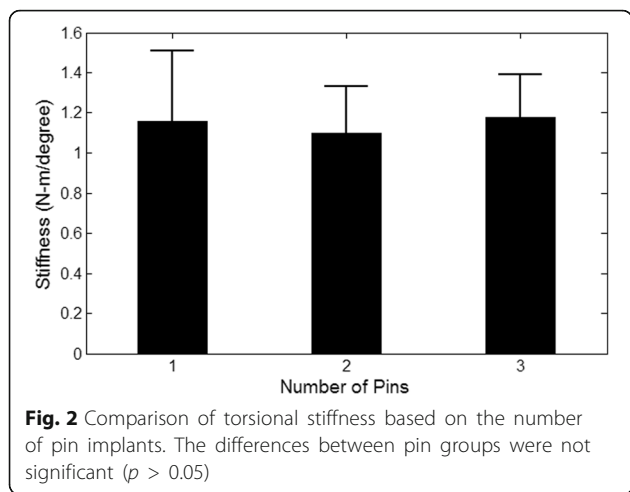 1.6
1.4
1.2
1
0.8
0.6
0.4
0.2
0
Stiffness (N-m/degree)
1 2 3
Number of Pins
Fig. 2 Comparison of torsional stiffness based on the number
of pin implants. The differences between pin groups were not
significant (p > 0.05)